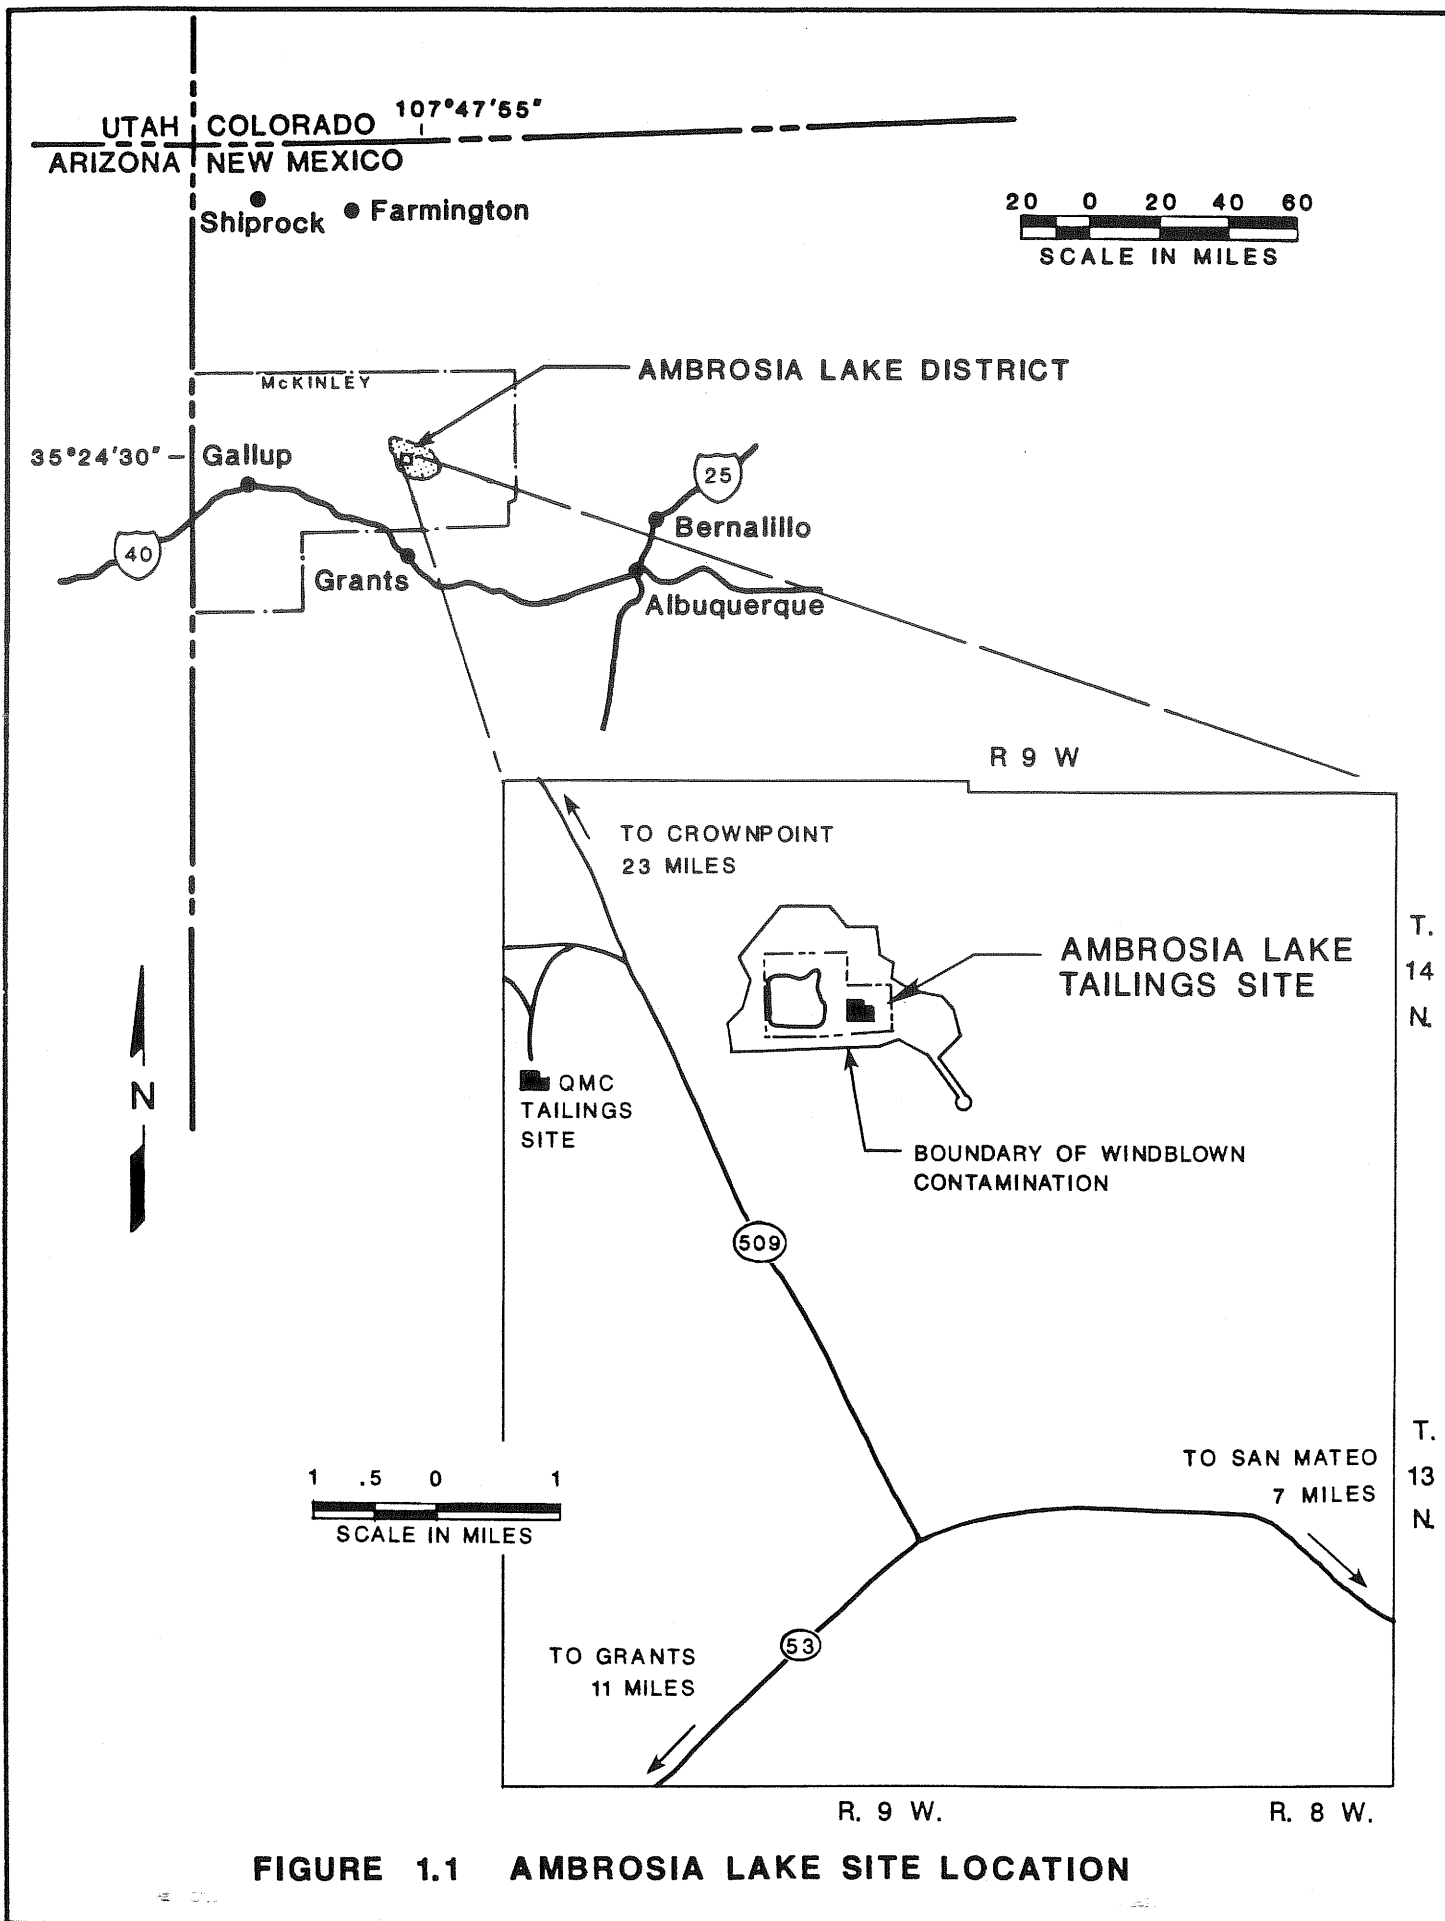 107°47'55"
UTAH COLORADO
ARIZONA NEW MEXICO
Shiprock
Farmington
20 0 20 40 60
SCALE IN MILES
McKINLEY
AMBROSIA LAKE DISTRICT
35°24'30"
Gallup
25
40
Bernalillo
Grants
Albuquerque
R 9 W
TO CROWNPOINT
23 MILES
AMBROSIA LAKE
TAILINGS SITE
T.
14
N.
N
QMC
TAILINGS
SITE
BOUNDARY OF WINDBLOWN
CONTAMINATION
509
1 .5 0 1
SCALE IN MILES
TO SAN MATEO
7 MILES
T.
13
N.
53
TO GRANTS
11 MILES
R. 9 W.
R. 8 W.
FIGURE 1.1 AMBROSIA LAKE SITE LOCATION